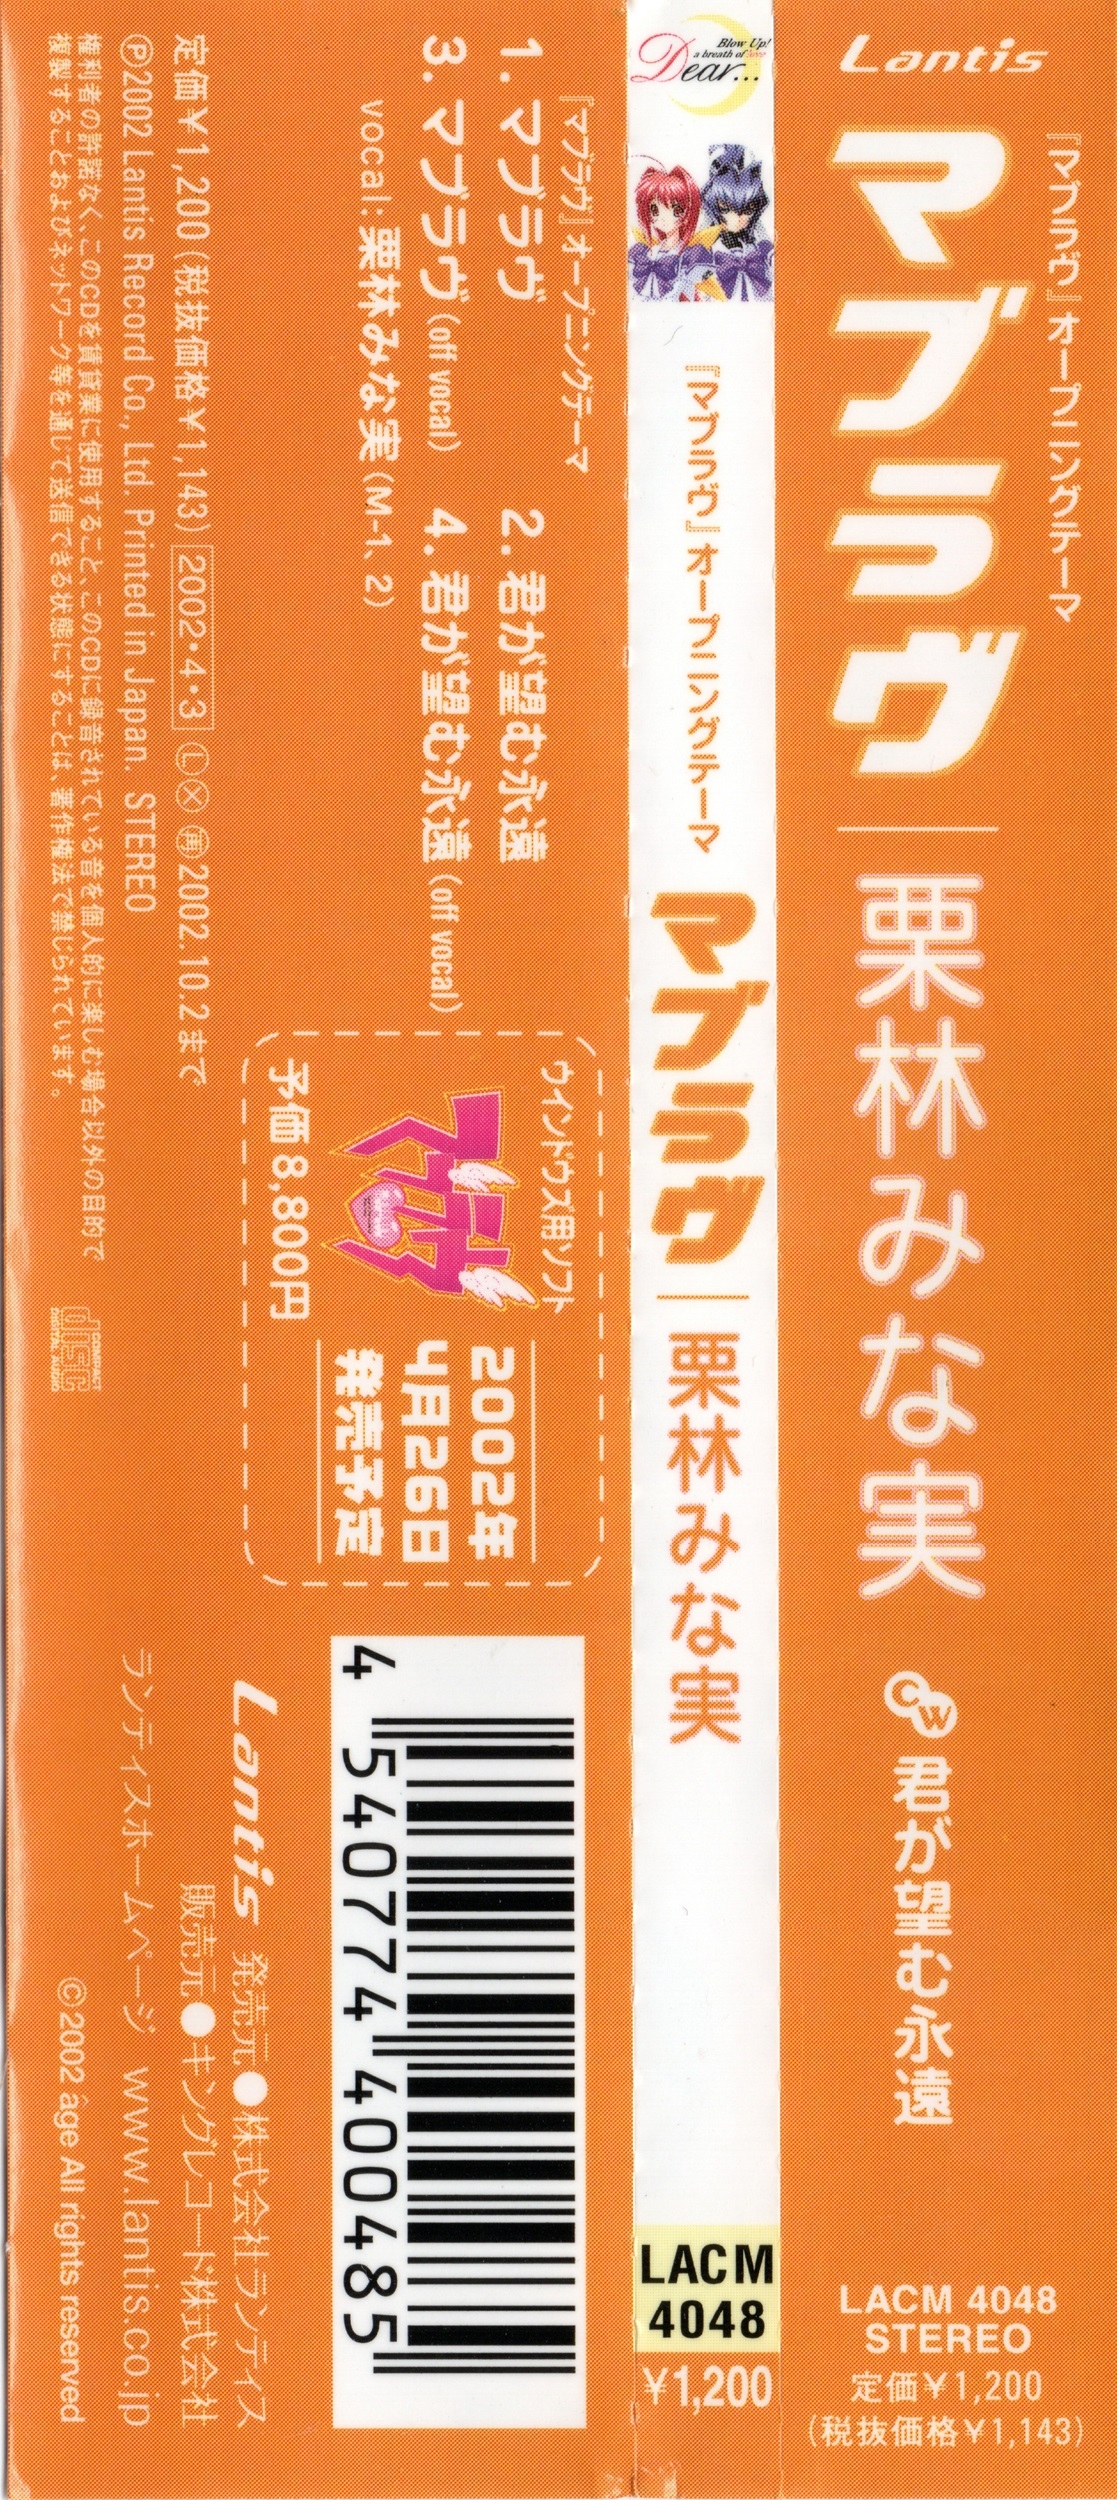 Lantis
『マブラヴ』オープニングテーマ
マブラヴ
栗林みな実
CW 君が望む永遠
LACM 4048
STEREO
定価¥1,200
(税抜価格¥1,143)
Blow Up!
a breath of love
Dear...
『マブラヴ』オープニングテーマ
マブラヴ
栗林みな実
LACM
4048
¥1,200
『マブラヴ』オープニングテーマ
1. マブラヴ 2. 君が望む永遠
3. マブラヴ (off vocal) 4. 君が望む永遠 (off vocal)
vocal: 栗林みな実 (M-1、2)
ウインドウズ用ソフト
マブラヴ
予価 8,800円
2002年
4月26日
発売予定
4 540774 400485
定価¥1,200 (税抜価格¥1,143) 2002・4・3 Ⓛ Ⓧ ㊥2002.10.2まで
Ⓟ2002 Lantis Record Co., Ltd. Printed in Japan. STEREO
権利者の許諾なく、このCDを賃貸業に使用すること、このCDに録音されている音を個人的に楽しむ場合以外の目的で
複製することおよびネットワーク等を通じて送信できる状態にすることは、著作権法で禁じられています。
COMPACT
disc
DIGITAL AUDIO
Lantis 発売元●株式会社ランティス
販売元●キングレコード株式会社
ランティスホームページ www.lantis.co.jp
©2002 âge All rights reserved